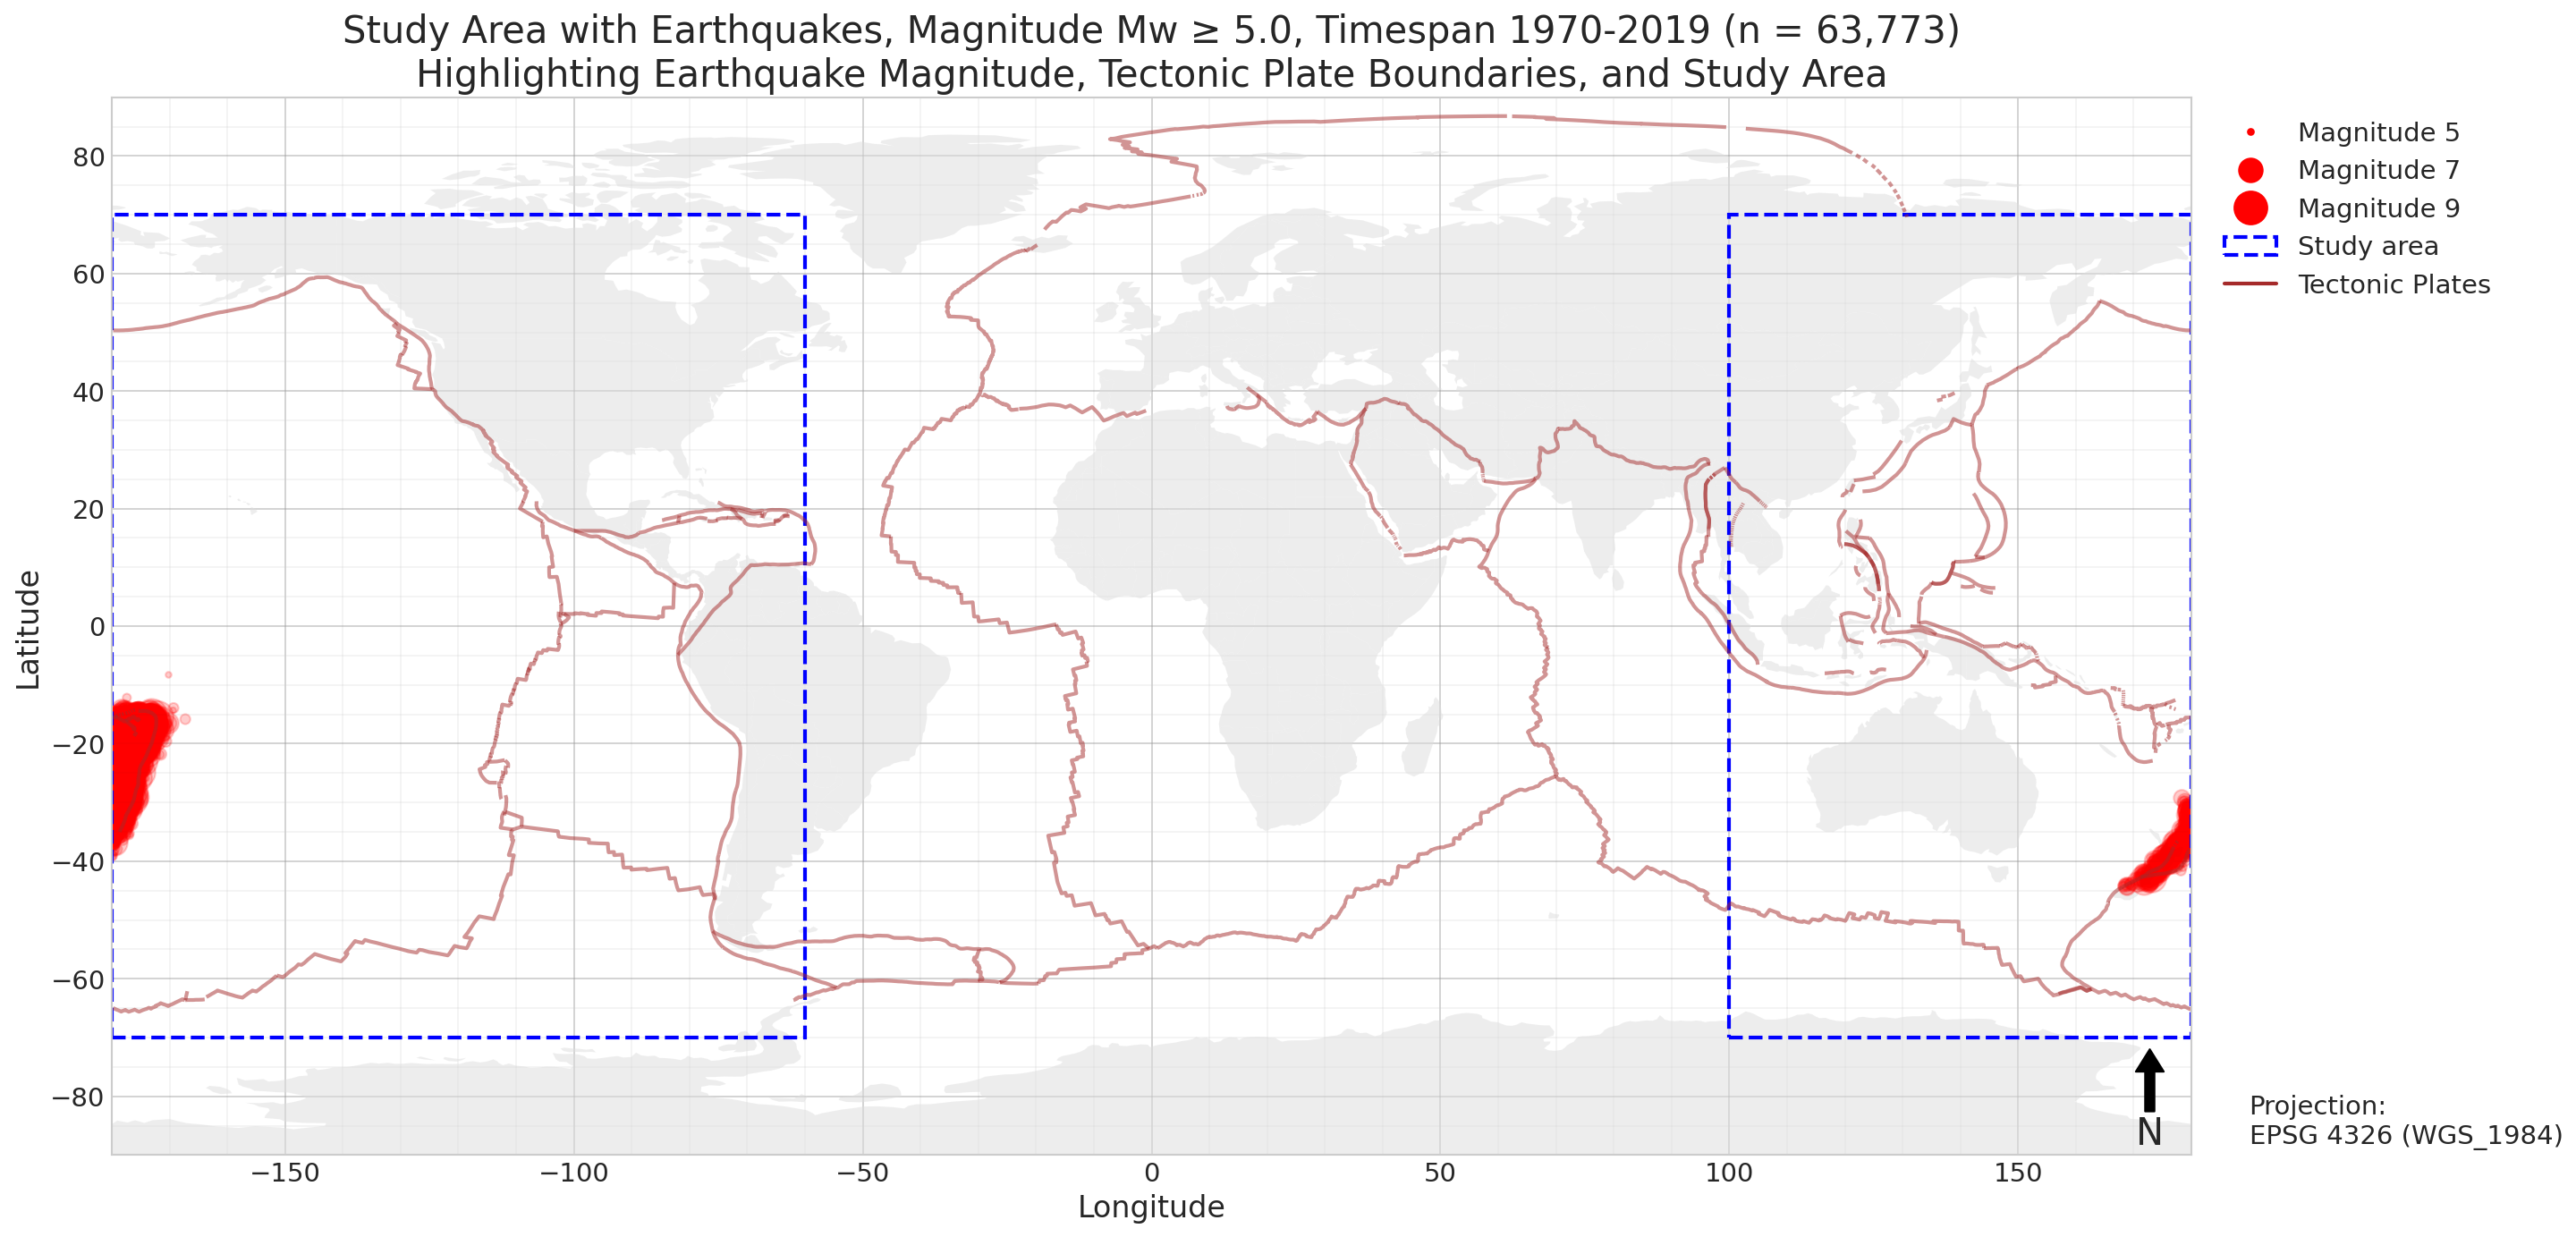 Study Area with Earthquakes, Magnitude Mw ≥ 5.0, Timespan 1970-2019 (n = 63,773)
Highlighting Earthquake Magnitude, Tectonic Plate Boundaries, and Study Area
Magnitude 5
Magnitude 7
Magnitude 9
Study area
Tectonic Plates
Latitude
80
60
40
20
0
−20
−40
−60
−80
N
Projection:
EPSG 4326 (WGS_1984)
−150 −100 −50 0 50 100 150
Longitude